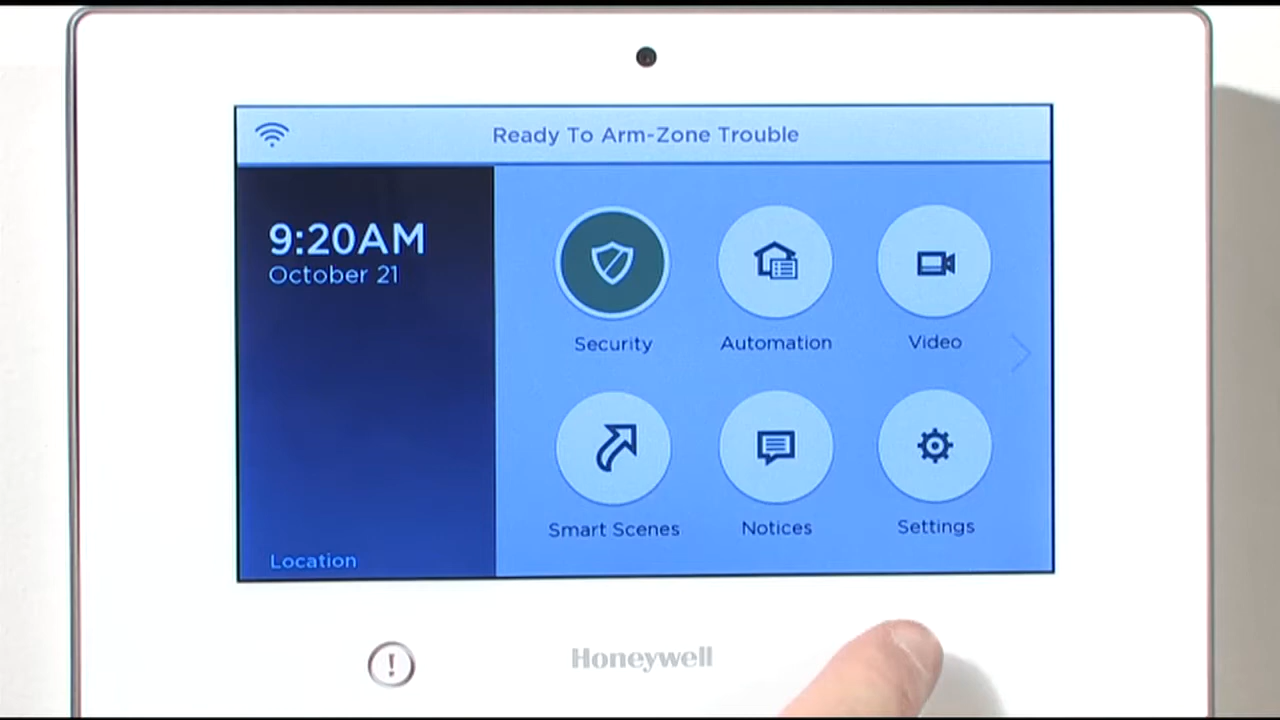 Ready To Arm-Zone Trouble
9:20AM
October 21
Security
Automation
Video
Smart Scenes
Notices
Settings
Location
!
Honeywell